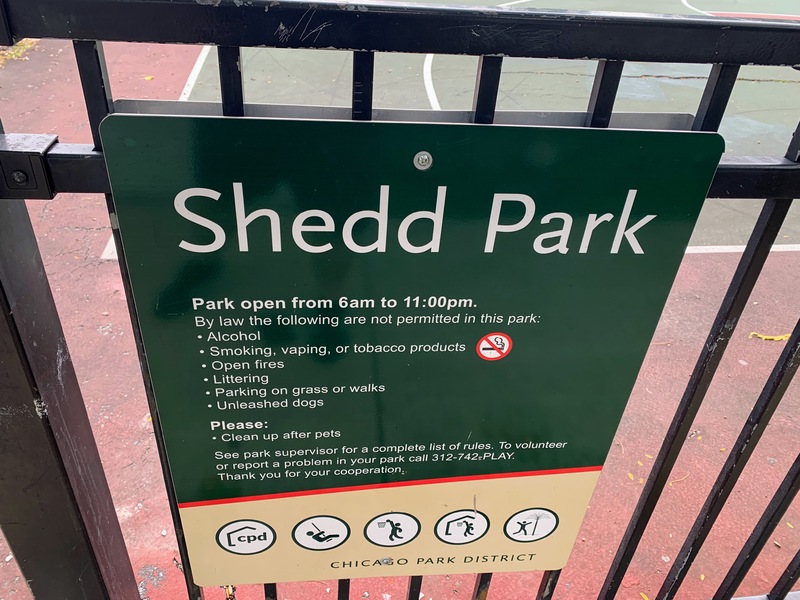 Shedd Park
Park open from 6am to 11:00pm.
By law the following are not permitted in this park:
• Alcohol
• Smoking, vaping, or tobacco products
• Open fires
• Littering
• Parking on grass or walks
• Unleashed dogs
Please:
• Clean up after pets
See park supervisor for a complete list of rules. To volunteer
or report a problem in your park call 312-742-PLAY.
Thank you for your cooperation.
cpd
CHICAGO PARK DISTRICT